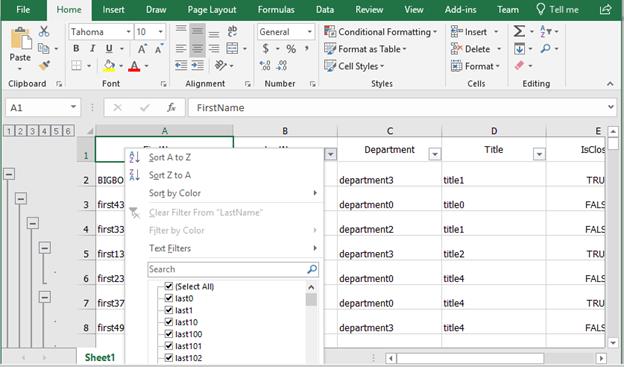 File Home Insert Draw Page Layout Formulas Data Review View Add-ins Team Tell me
Tahoma 10 General Conditional Formatting Insert
Paste B I U A A $ % , Format as Table Delete
Cell Styles Format
Clipboard Font Alignment Number Styles Cells Editing
A1 fx FirstName
1 2 3 4 5 6 A B C D E
1 Department Title IsClos
Sort A to Z
2 BIGBO Sort Z to A department3 title1 TRU
3 first43 Sort by Color department0 title0 FALS
Clear Filter From "LastName"
4 first33 Filter by Color department2 title1 FALS
5 first13 Text Filters department3 title2 TRU
Search
6 first23 (Select All) department0 title4 FALS
last0
7 first37 last1 department0 title4 TRU
last10
8 first49 last100 department3 title4 FALS
last101
last102
Sheet1